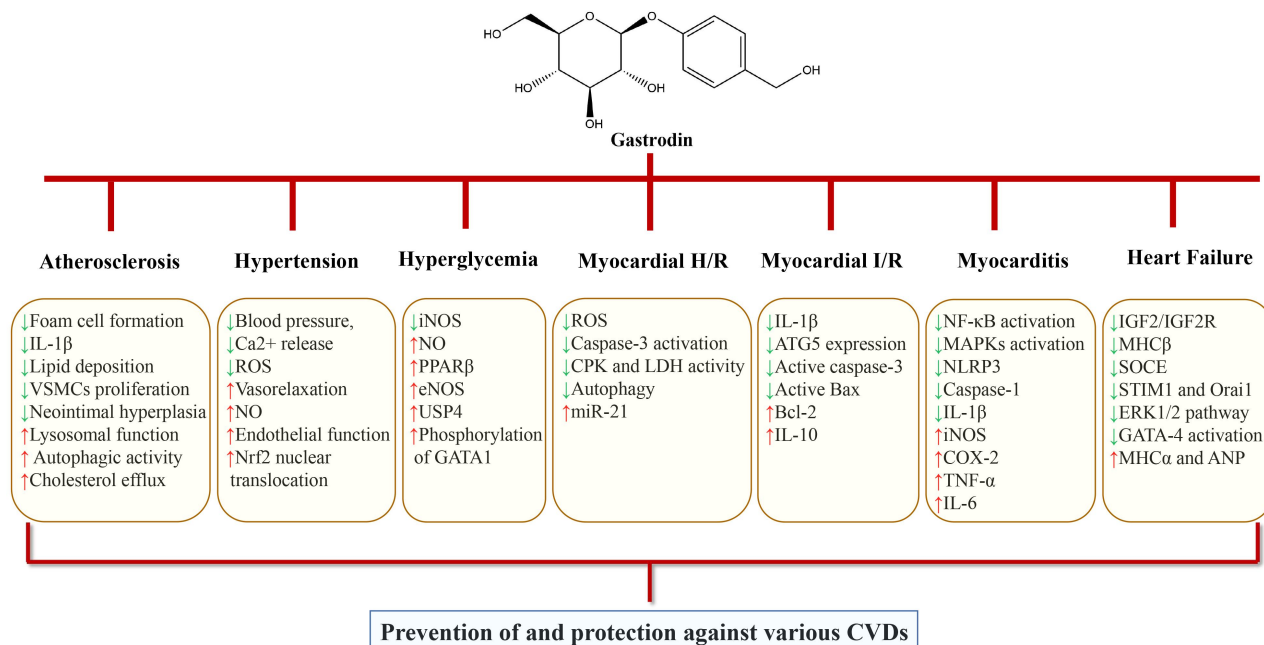 HO
O
O
HO
OH
OH
OH
Gastrodin
Atherosclerosis
↓Foam cell formation
↓IL-1β
↓Lipid deposition
↓VSMCs proliferation
↓Neointimal hyperplasia
↑Lysosomal function
↑ Autophagic activity
↑Cholesterol efflux
Hypertension
↓Blood pressure,
↓Ca2+ release
↓ROS
↑Vasorelaxation
↑NO
↑Endothelial function
↑Nrf2 nuclear
translocation
Hyperglycemia
↓iNOS
↑NO
↑PPARβ
↑eNOS
↑USP4
↑Phosphorylation
of GATA1
Myocardial H/R
↓ROS
↓Caspase-3 activation
↓CPK and LDH activity
↓Autophagy
↑miR-21
Myocardial I/R
↓IL-1β
↓ATG5 expression
↓Active caspase-3
↓Active Bax
↑Bcl-2
↑IL-10
Myocarditis
↓NF-κB activation
↓MAPKs activation
↓NLRP3
↓Caspase-1
↓IL-1β
↑iNOS
↑COX-2
↑TNF-α
↑IL-6
Heart Failure
↓IGF2/IGF2R
↓MHCβ
↓SOCE
↓STIM1 and Orai1
↓ERK1/2 pathway
↓GATA-4 activation
↑MHCα and ANP
Prevention of and protection against various CVDs